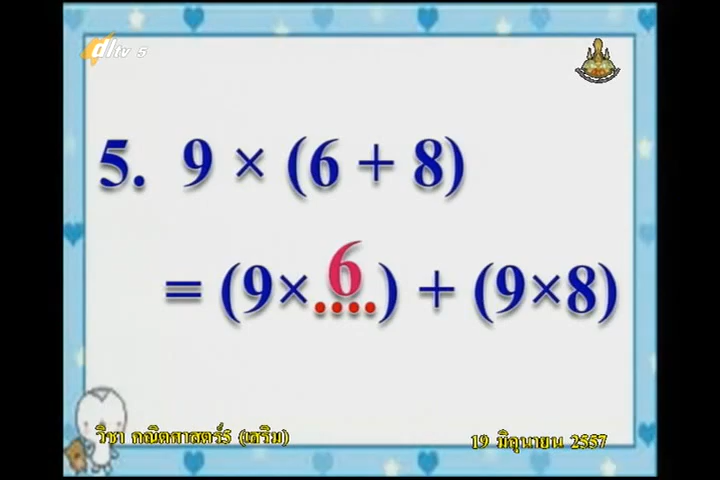 dltv 5
5. 9 × (6 + 8)
= (9×6....) + (9×8)
วิชา คณิตศาสตร์5 (เสริม)
19 มิถุนายน 2557